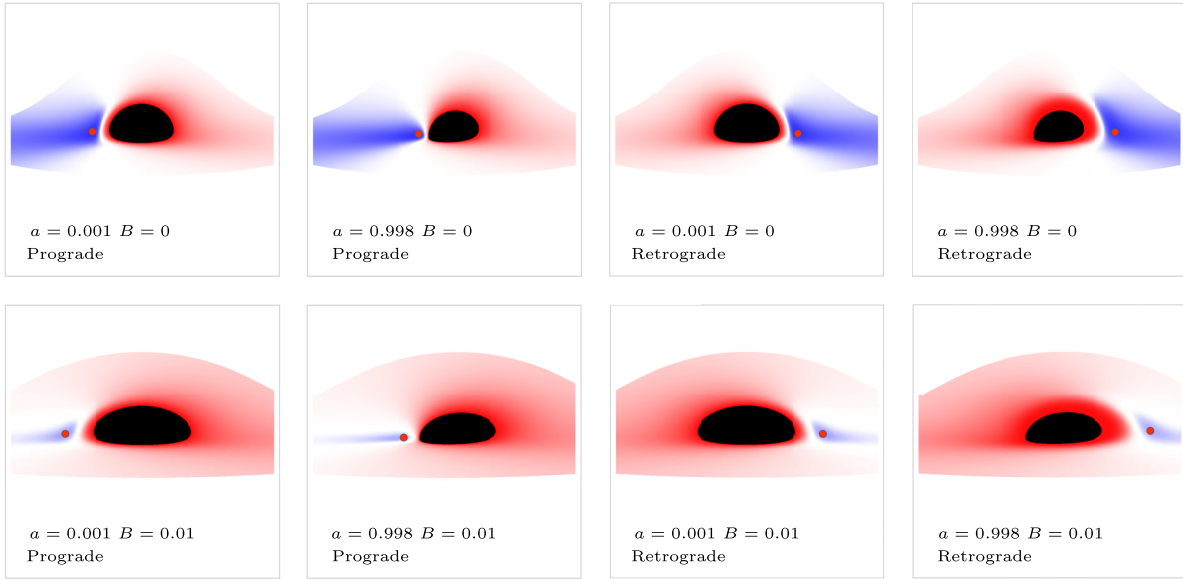 a = 0.001 B = 0
Prograde
a = 0.998 B = 0
Prograde
a = 0.001 B = 0
Retrograde
a = 0.998 B = 0
Retrograde
a = 0.001 B = 0.01
Prograde
a = 0.998 B = 0.01
Prograde
a = 0.001 B = 0.01
Retrograde
a = 0.998 B = 0.01
Retrograde